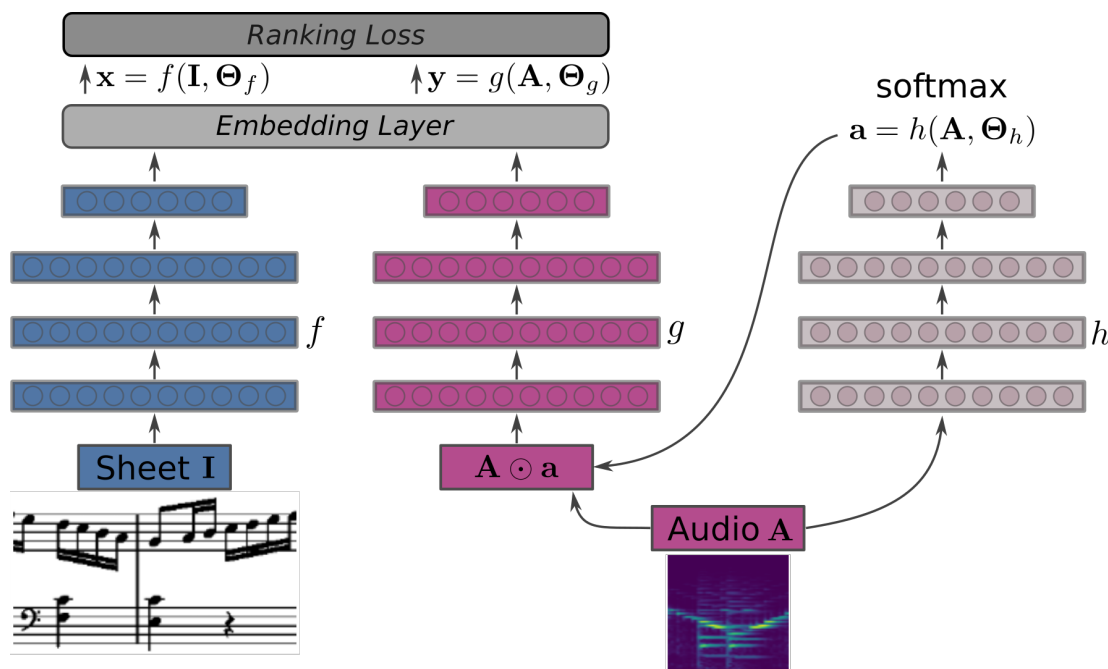 Ranking Loss
x = f(I, Θ_f)
y = g(A, Θ_g)
softmax
Embedding Layer
a = h(A, Θ_h)
f
g
h
Sheet I
A ⊙ a
Audio A